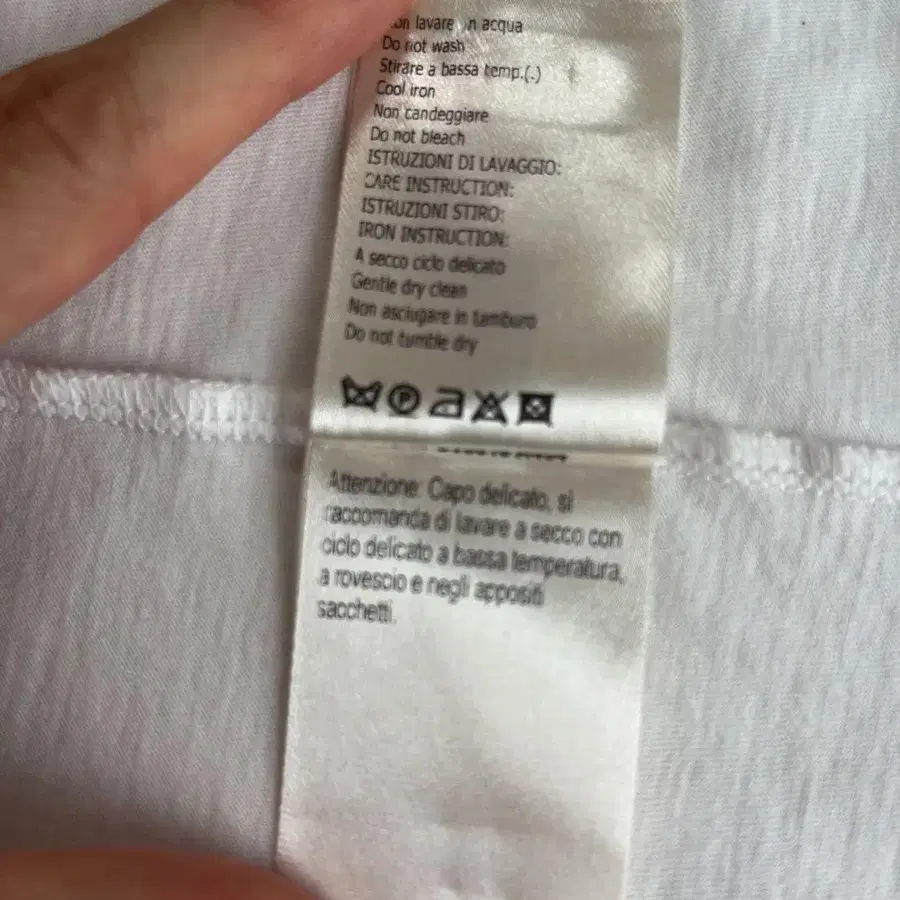 lavare in acqua
Do not wash
Stirare a bassa temp.(.)
Cool iron
Non candeggiare
Do not bleach
ISTRUZIONI DI LAVAGGIO:
CARE INSTRUCTION:
ISTRUZIONI STIRO:
IRON INSTRUCTION:
A secco ciclo delicato
Gentle dry clean
Non asciugare in tamburo
Do not tumble dry
P
Attenzione: Capo delicato, si
raccomanda di lavare a secco con
ciclo delicato a bassa temperatura,
a rovescio e negli appositi
sacchetti.